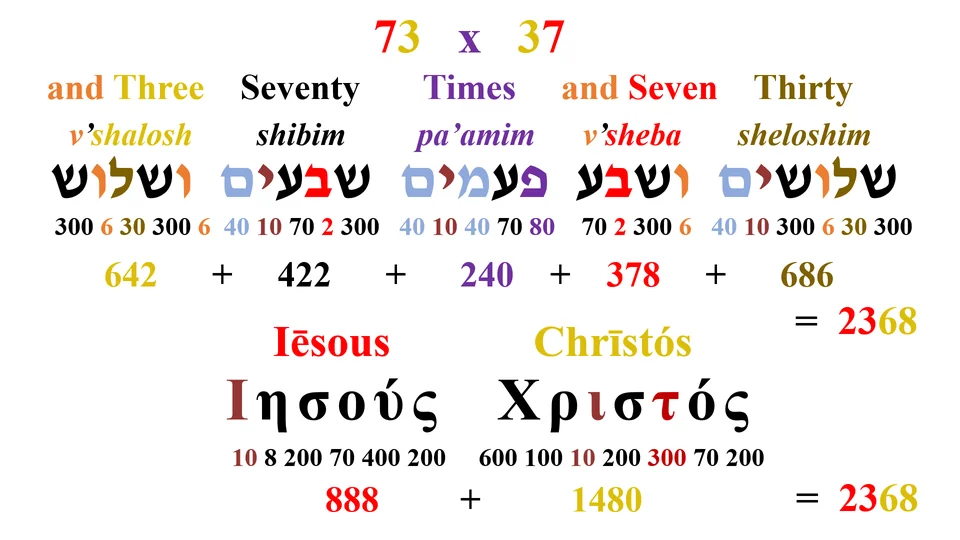 73 x 37
and Three Seventy Times and Seven Thirty
v’shalosh shibim pa’amim v’sheba sheloshim
שלושים ושבע פעמים שבעים ושלוש
300 6 30 300 6 40 10 70 2 300 40 10 40 70 80 70 2 300 6 40 10 300 6 30 300
642 + 422 + 240 + 378 + 686
= 2368
Iēsous Chrīstós
Ιησούς Χριστός
10 8 200 70 400 200 600 100 10 200 300 70 200
888 + 1480 = 2368